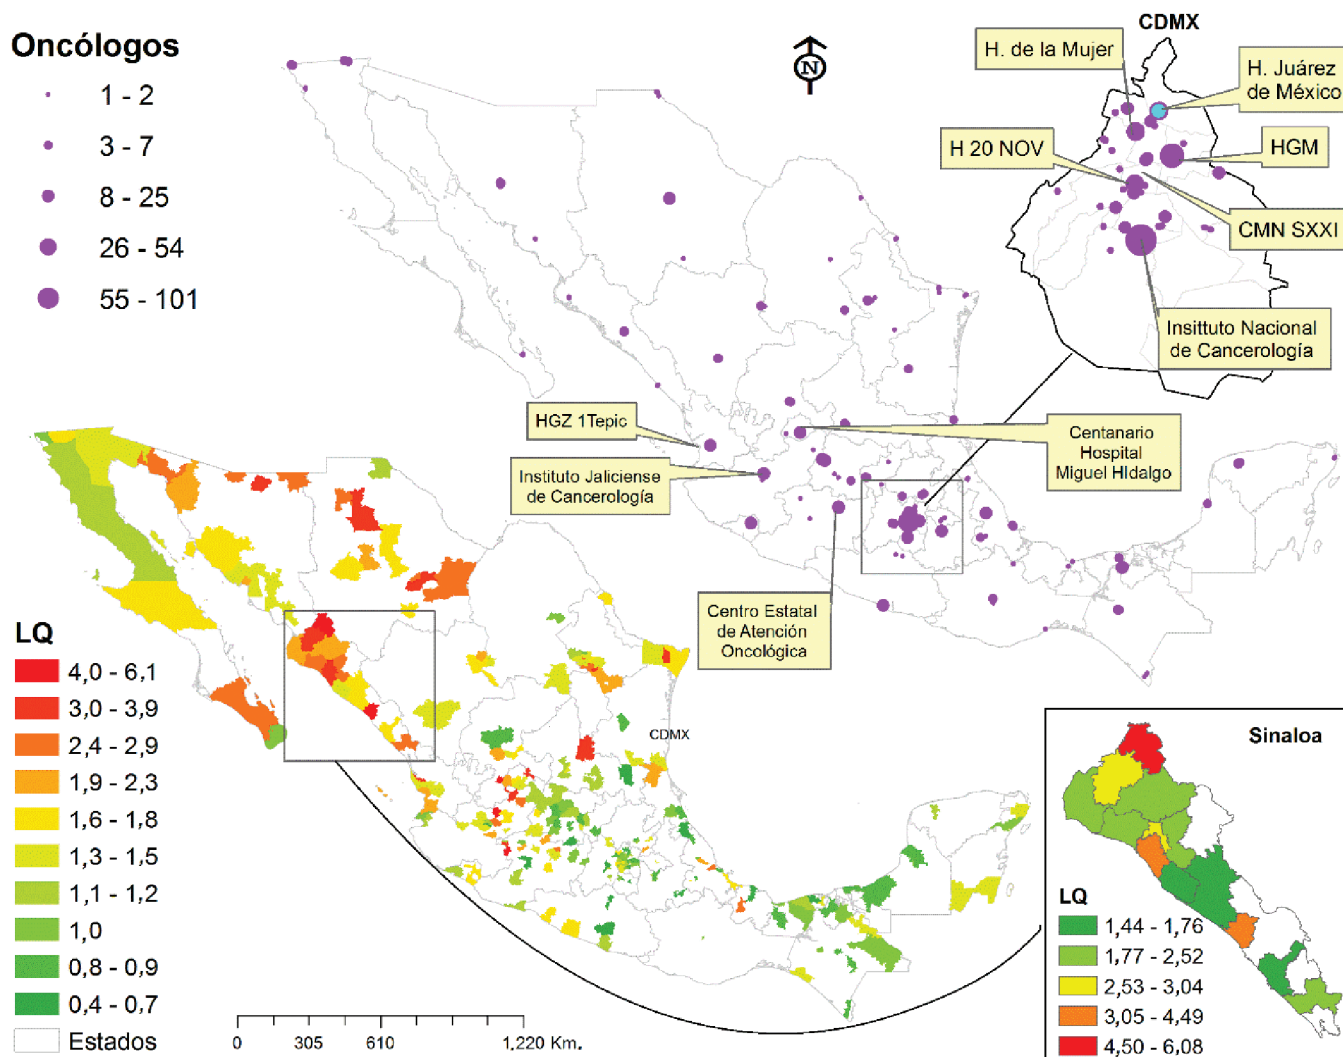 Oncólogos
1 - 2
3 - 7
8 - 25
26 - 54
55 - 101
N
CDMX
H. de la Mujer
H. Juárez
de México
H 20 NOV
HGM
CMN SXXI
Insittuto Nacional
de Cancerología
HGZ 1Tepic
Instituto Jaliciense
de Cancerología
Centanario
Hospital
Miguel HIdalgo
Centro Estatal
de Atención
Oncológica
LQ
4,0 - 6,1
3,0 - 3,9
2,4 - 2,9
1,9 - 2,3
1,6 - 1,8
1,3 - 1,5
1,1 - 1,2
1,0
0,8 - 0,9
0,4 - 0,7
Estados
CDMX
0 305 610 1,220 Km.
Sinaloa
LQ
1,44 - 1,76
1,77 - 2,52
2,53 - 3,04
3,05 - 4,49
4,50 - 6,08